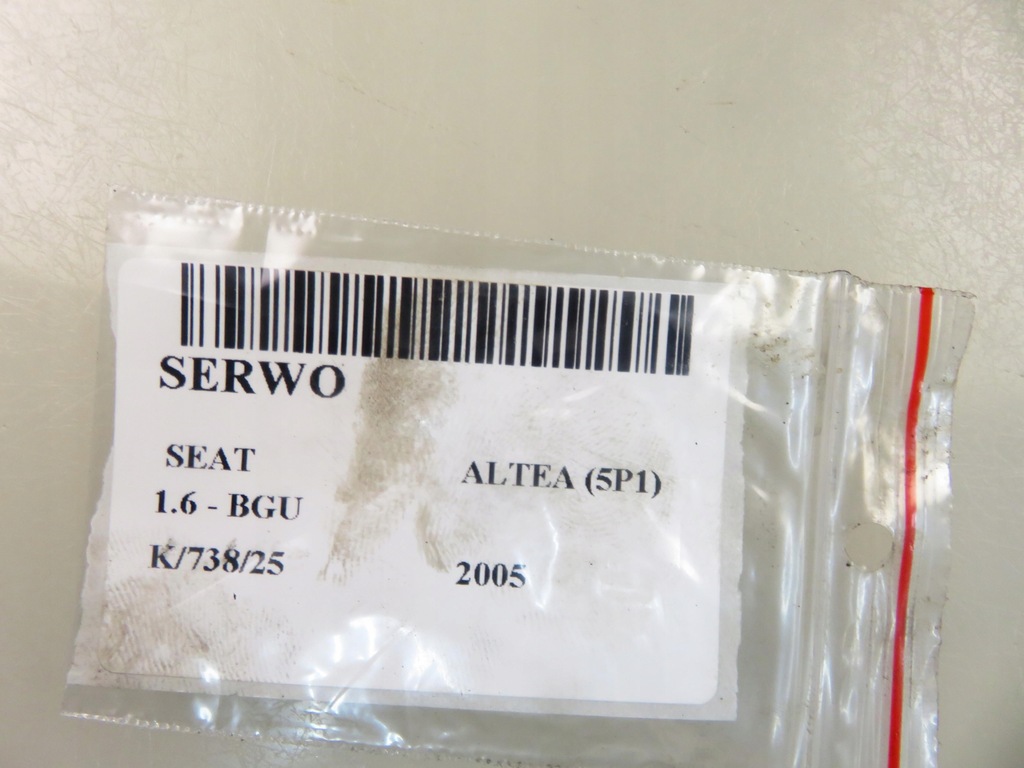 SERWO
SEAT
ALTEA (5P1)
1.6 - BGU
K/738/25
2005